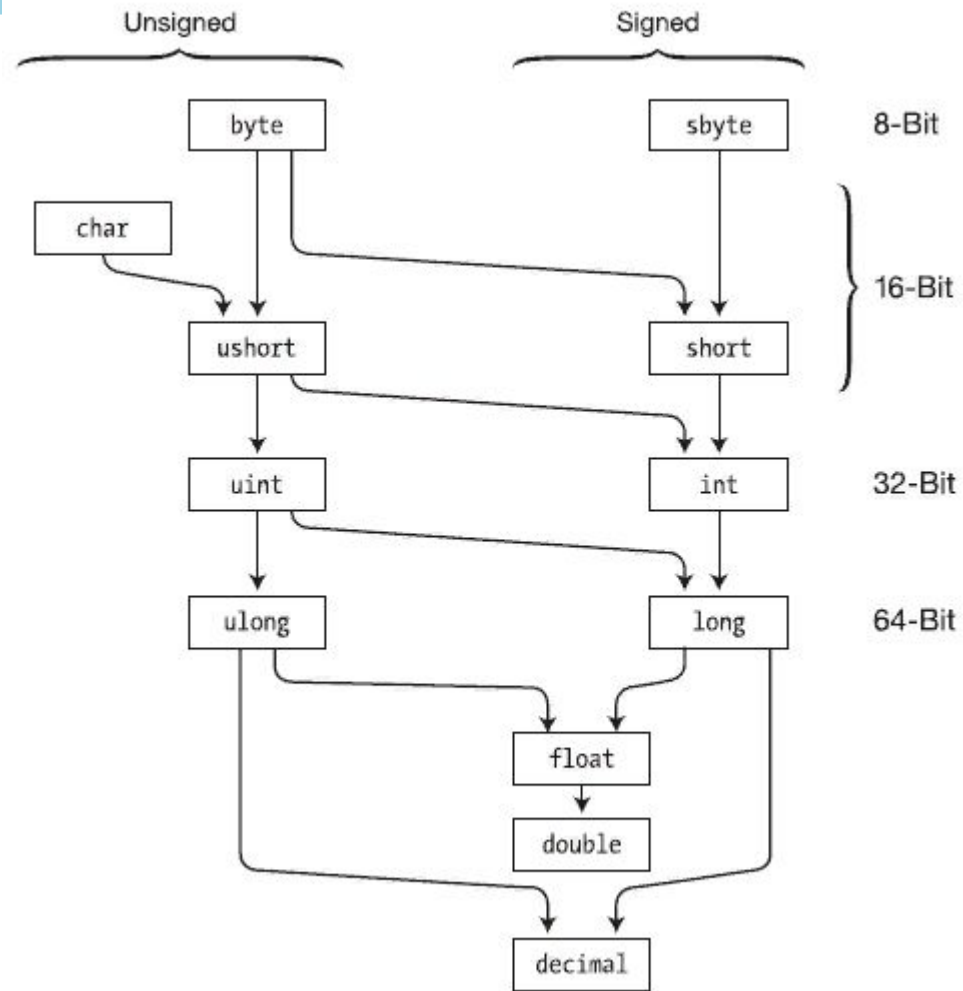 Unsigned Signed
byte sbyte 8-Bit
char
16-Bit
ushort short
uint int 32-Bit
ulong long 64-Bit
float
double
decimal